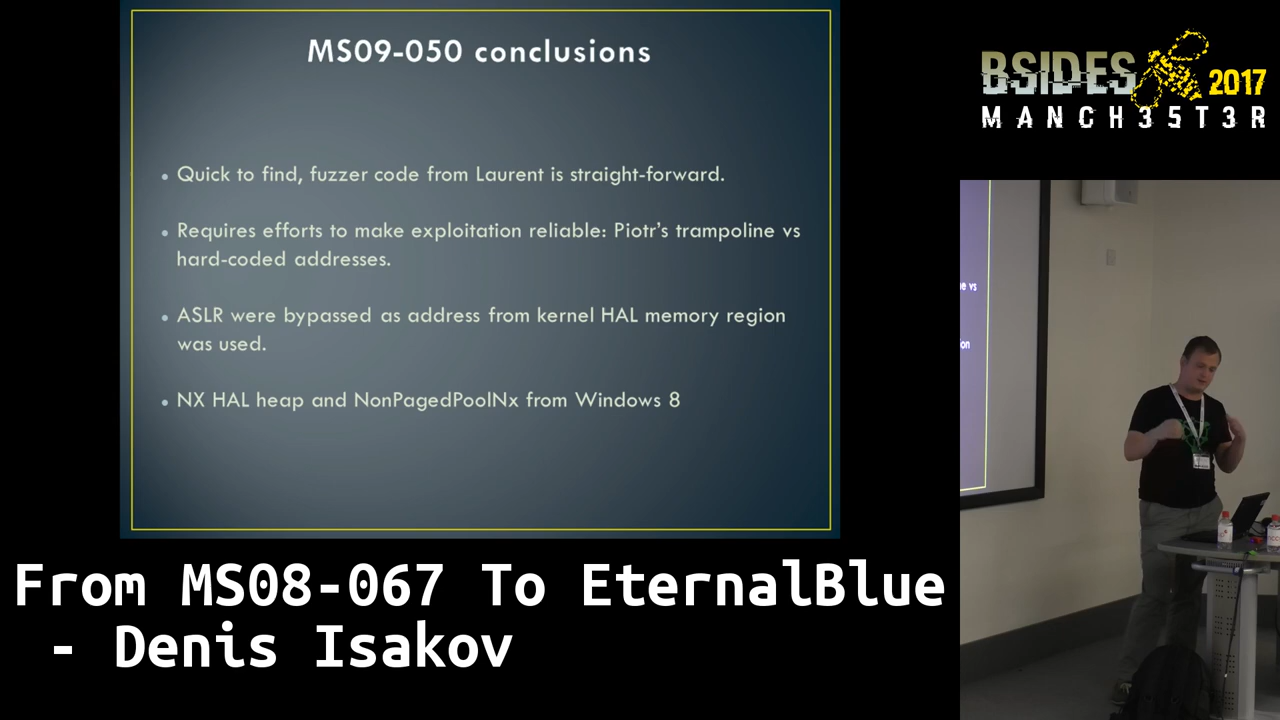 MS09-050 conclusions
• Quick to find, fuzzer code from Laurent is straight-forward.
• Requires efforts to make exploitation reliable: Piotr's trampoline vs
hard-coded addresses.
• ASLR were bypassed as address from kernel HAL memory region
was used.
• NX HAL heap and NonPagedPoolNx from Windows 8
BSIDES 2017
MANCH35T3R
vs
on
From MS08-067 To EternalBlue
- Denis Isakov